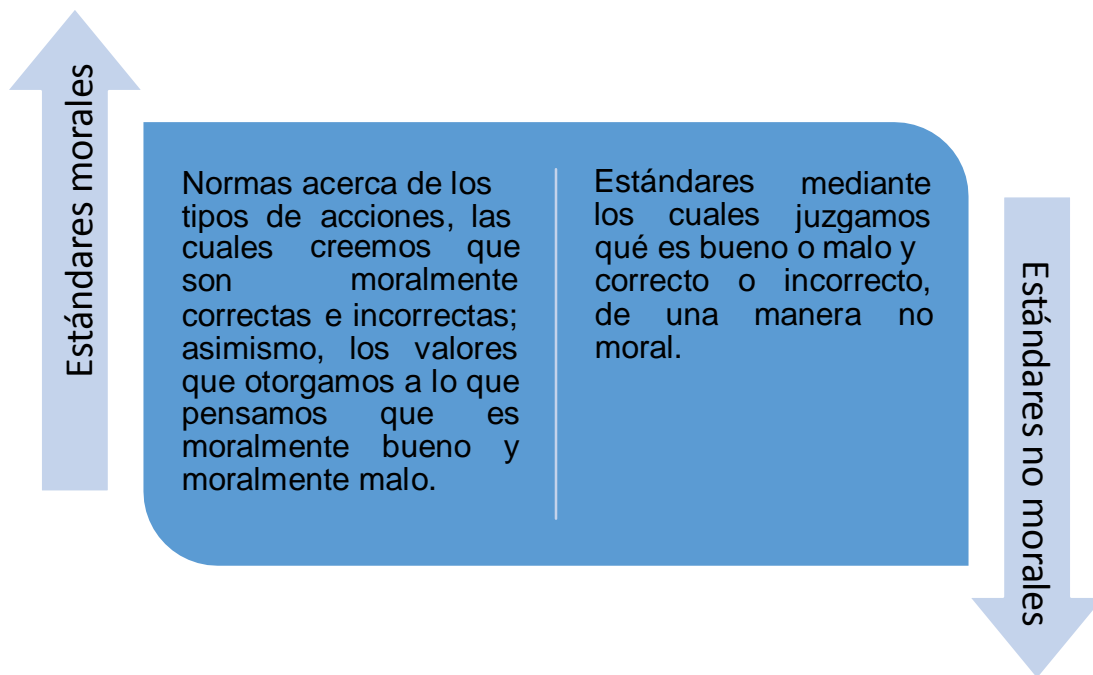 Estándares morales
Normas acerca de los
tipos de acciones, las
cuales creemos que
son moralmente
correctas e incorrectas;
asimismo, los valores
que otorgamos a lo que
pensamos que es
moralmente bueno y
moralmente malo.
Estándares mediante
los cuales juzgamos
qué es bueno o malo y
correcto o incorrecto,
de una manera no
moral.
Estándares no morales